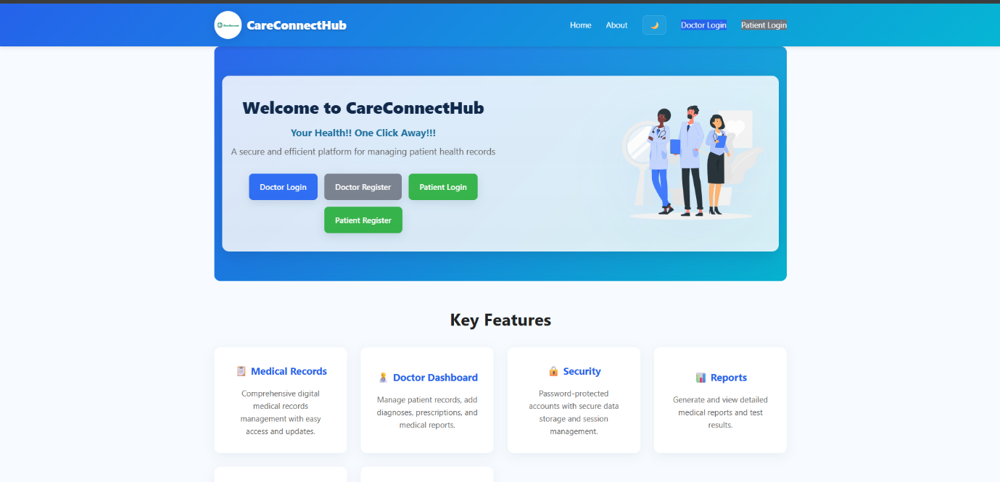 CareConnect
CareConnectHub
Home
About
Doctor Login
Patient Login
Welcome to CareConnectHub
Your Health!! One Click Away!!!
A secure and efficient platform for managing patient health records
Doctor Login
Doctor Register
Patient Login
Patient Register
Key Features
Medical Records
Comprehensive digital
medical records
management with easy
access and updates.
Doctor Dashboard
Manage patient records, add
diagnoses, prescriptions, and
medical reports.
Security
Password-protected
accounts with secure data
storage and session
management.
Reports
Generate and view detailed
medical reports and test
results.